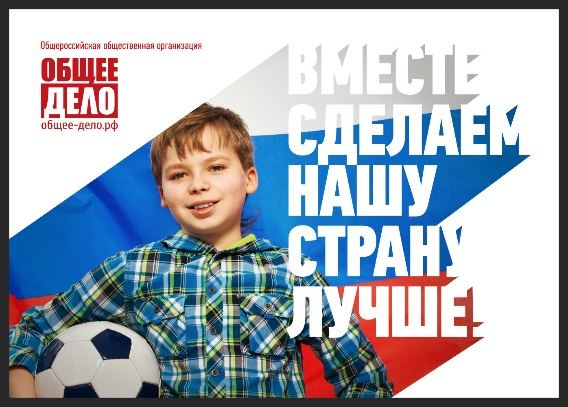 Общероссийская общественная организация
ОБЩЕЕ
ДЕЛО
общее-дело.рф
ВМЕСТЕ
СДЕЛАЕМ
НАШУ
СТРАНУ
ЛУЧШЕ!